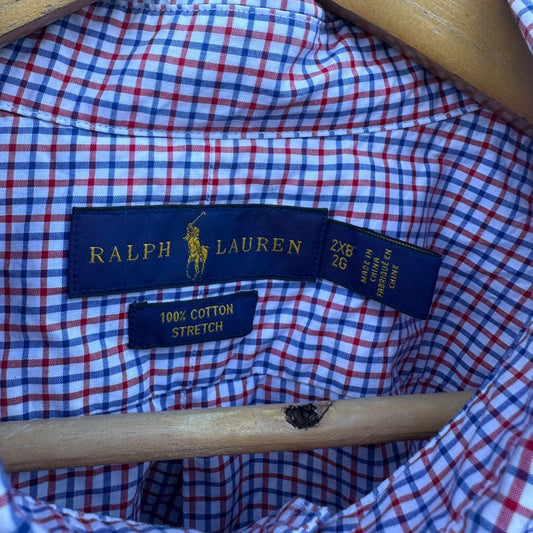 RALPH LAUREN
2XB
2G
MADE IN
CHINA
FABRIQUÉ EN
CHINE
100% COTTON
STRETCH